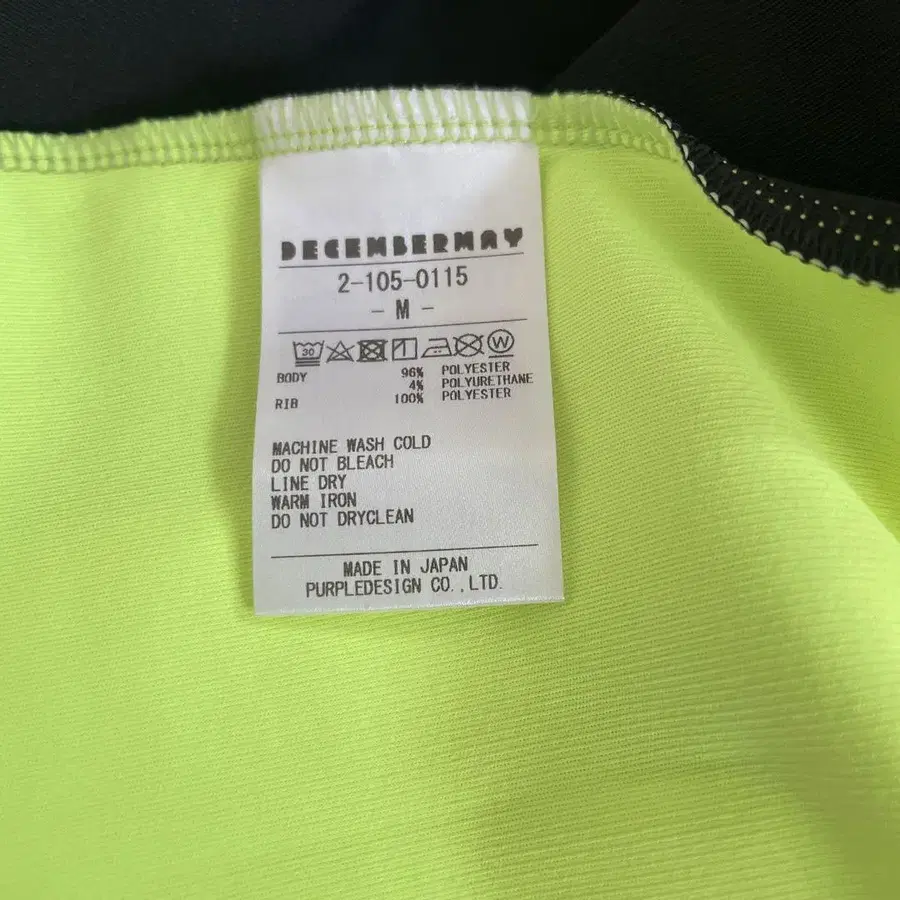 DECEMBERMAY
2-105-0115
- M -
30 W
BODY 96% POLYESTER
4% POLYURETHANE
RIB 100% POLYESTER
MACHINE WASH COLD
DO NOT BLEACH
LINE DRY
WARM IRON
DO NOT DRYCLEAN
MADE IN JAPAN
PURPLEDESIGN CO.,LTD.